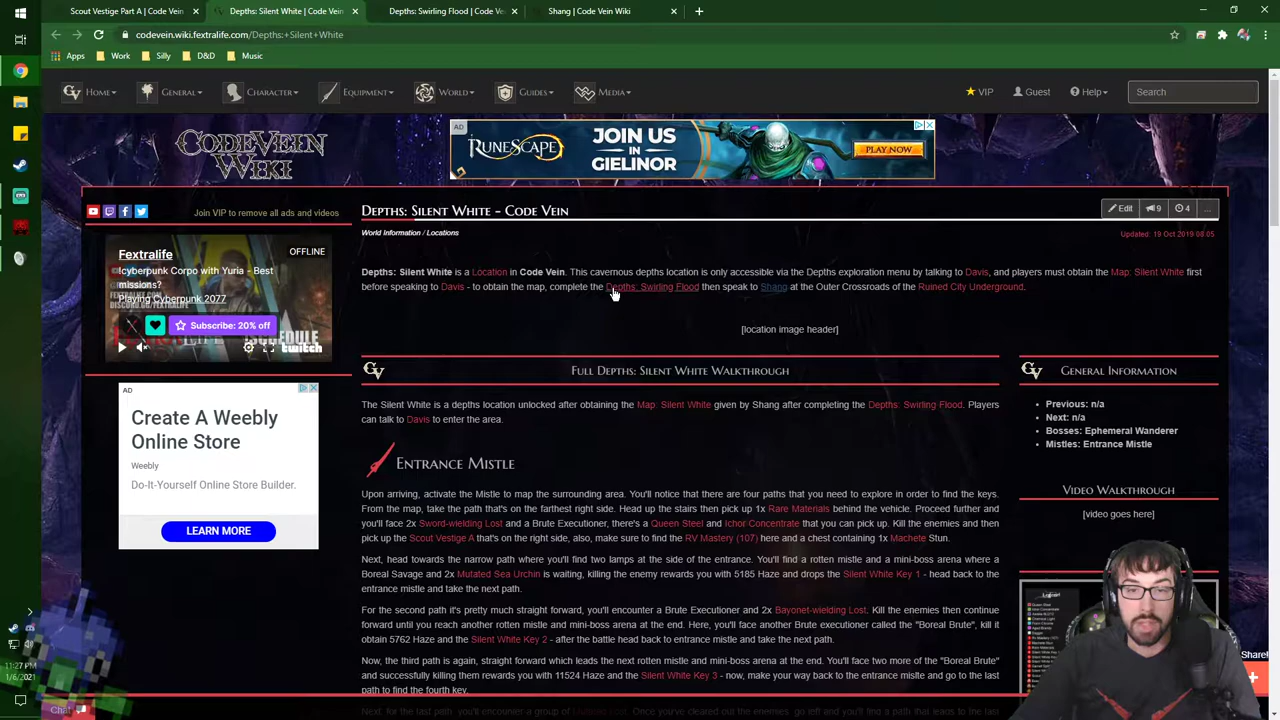 Scout Vestige Part A | Code Vein
Depths: Silent White | Code Vein
Depths: Swirling Flood | Code Ve
Shang | Code Vein Wiki
codevein.wiki.fextralife.com/Depths:+Silent+White
Apps
Work
Silly
D&D
Music
Home
General
Character
Equipment
World
Guides
Media
VIP
Guest
Help
Search
CODE VEIN
WIKI
AD
RUNESCAPE
JOIN US
IN
GIELINOR
PLAY NOW
Join VIP to remove all ads and videos
Depths: Silent White - Code Vein
Edit
9
4
...
World Information / Locations
Updated: 19 Oct 2019 08:05
Fextralife
OFFLINE
!cyberpunk Corpo with Yuria - Best
missions?
Playing Cyberpunk 2077
Subscribe: 20% off
twitch
Depths: Silent White is a Location in Code Vein. This cavernous depths location is only accessible via the Depths exploration menu by talking to Davis, and players must obtain the Map: Silent White first
before speaking to Davis - to obtain the map, complete the Depths: Swirling Flood then speak to Shang at the Outer Crossroads of the Ruined City Underground.
[location image header]
AD
Create A Weebly
Online Store
Weebly
Do-It-Yourself Online Store Builder.
LEARN MORE
Full Depths: Silent White Walkthrough
The Silent White is a depths location unlocked after obtaining the Map: Silent White given by Shang after completing the Depths: Swirling Flood. Players
can talk to Davis to enter the area.
Entrance Mistle
Upon arriving, activate the Mistle to map the surrounding area. You'll notice that there are four paths that you need to explore in order to find the keys.
From the map, take the path that's on the farthest right side. Head up the stairs then pick up 1x Rare Materials behind the vehicle. Proceed further and
you'll face 2x Sword-wielding Lost and a Brute Executioner, there's a Queen Steel and Ichor Concentrate that you can pick up. Kill the enemies and then
pick up the Scout Vestige A that's on the right side, also, make sure to find the RV Mastery (107) here and a chest containing 1x Machete Stun.
Next, head towards the narrow path where you'll find two lamps at the side of the entrance. You'll find a rotten mistle and a mini-boss arena where a
Boreal Savage and 2x Mutated Sea Urchin is waiting, killing the enemy rewards you with 5185 Haze and drops the Silent White Key 1 - head back to the
entrance mistle and take the next path.
For the second path it's pretty much straight forward, you'll encounter a Brute Executioner and 2x Bayonet-wielding Lost. Kill the enemies then continue
forward until you reach another rotten mistle and mini-boss arena at the end. Here, you'll face another Brute executioner called the "Boreal Brute", kill it
obtain 5762 Haze and the Silent White Key 2 - after the battle head back to entrance mistle and take the next path.
Now, the third path is again, straight forward which leads the next rotten mistle and mini-boss arena at the end. You'll face two more of the "Boreal Brute"
and successfully killing them rewards you with 11524 Haze and the Silent White Key 3 - now, make your way back to the entrance mislte and go to the last
path to find the fourth key.
General Information
Previous: n/a
Next: n/a
Bosses: Ephemeral Wanderer
Mistles: Entrance Mistle
Video Walkthrough
[video goes here]
Share
11:27 PM
1/6/2021
Chat